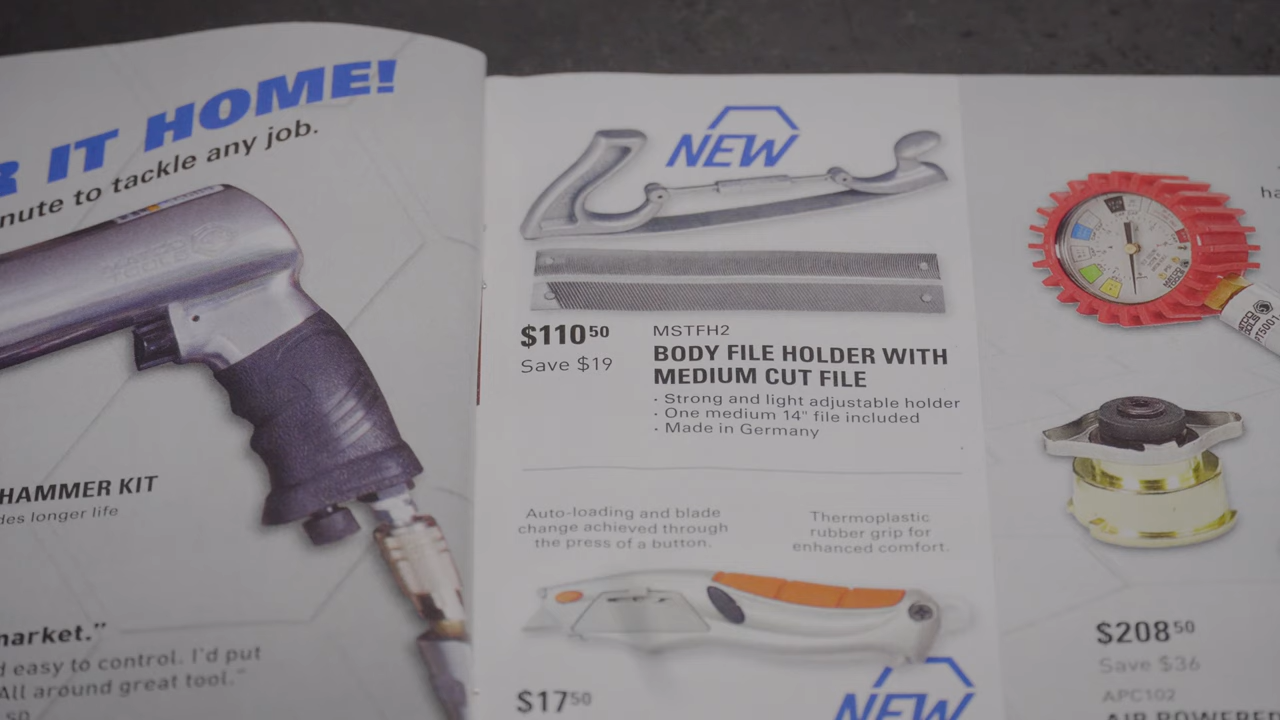 R IT HOME!
nute to tackle any job.
HAMMER KIT
des longer life
market."
d easy to control. I'd put
All around great tool."
NEW
$110 50
Save $19
MSTFH2
BODY FILE HOLDER WITH
MEDIUM CUT FILE
· Strong and light adjustable holder
· One medium 14" file included
· Made in Germany
Auto-loading and blade
change achieved through
the press of a button.
Thermoplastic
rubber grip for
enhanced comfort.
$17 50
NEW
ha
$208 50
Save $36
APC102
AIR POWERED